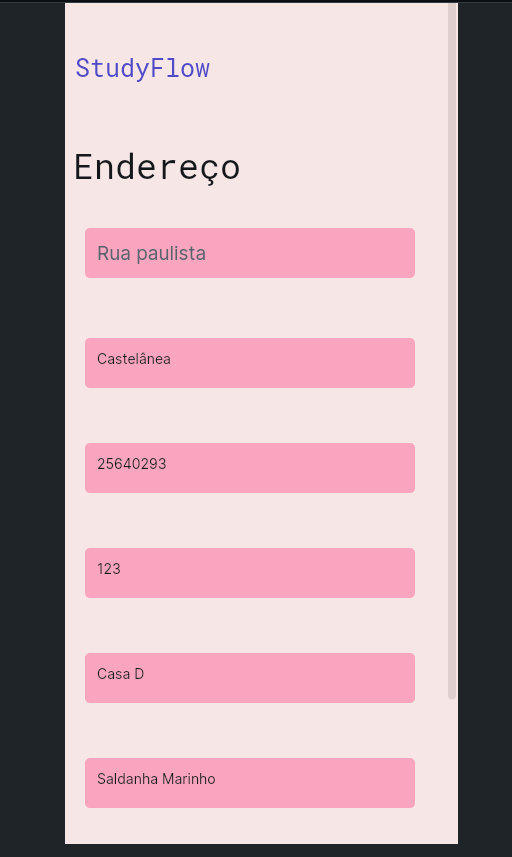 StudyFlow
Endereço
Rua paulista
Castelânea
25640293
123
Casa D
Saldanha Marinho